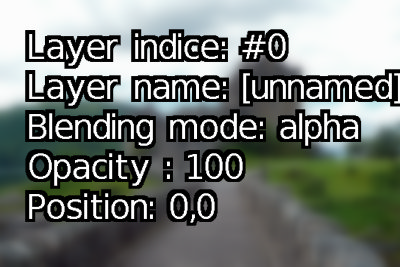 Layer indice: #0
Layer name: [unnamed]
Blending mode: alpha
Opacity : 100
Position: 0,0